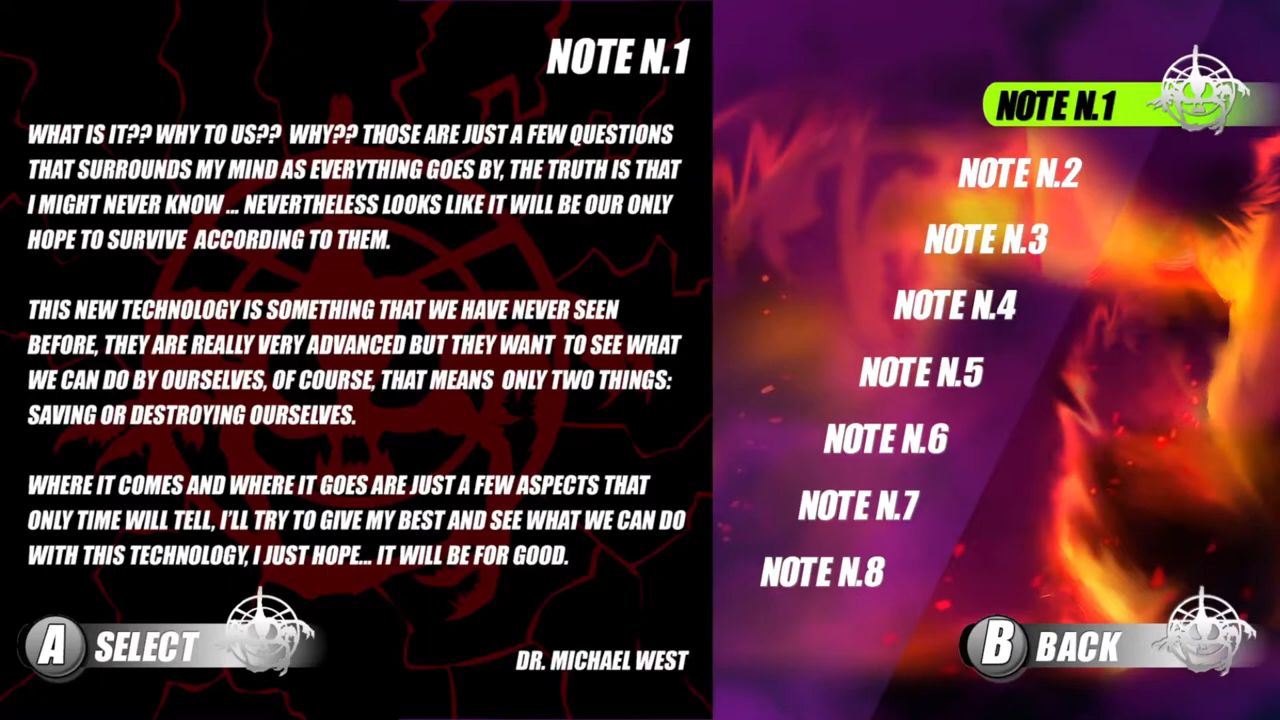 NOTE N.1
WHAT IS IT?? WHY TO US?? WHY?? THOSE ARE JUST A FEW QUESTIONS
THAT SURROUNDS MY MIND AS EVERYTHING GOES BY, THE TRUTH IS THAT
I MIGHT NEVER KNOW... NEVERTHELESS LOOKS LIKE IT WILL BE OUR ONLY
HOPE TO SURVIVE ACCORDING TO THEM.
THIS NEW TECHNOLOGY IS SOMETHING THAT WE HAVE NEVER SEEN
BEFORE, THEY ARE REALLY VERY ADVANCED BUT THEY WANT TO SEE WHAT
WE CAN DO BY OURSELVES, OF COURSE, THAT MEANS ONLY TWO THINGS:
SAVING OR DESTROYING OURSELVES.
WHERE IT COMES AND WHERE IT GOES ARE JUST A FEW ASPECTS THAT
ONLY TIME WILL TELL, I'LL TRY TO GIVE MY BEST AND SEE WHAT WE CAN DO
WITH THIS TECHNOLOGY, I JUST HOPE... IT WILL BE FOR GOOD.
DR. MICHAEL WEST
A SELECT
NOTE N.1
NOTE N.2
NOTE N.3
NOTE N.4
NOTE N.5
NOTE N.6
NOTE N.7
NOTE N.8
B BACK